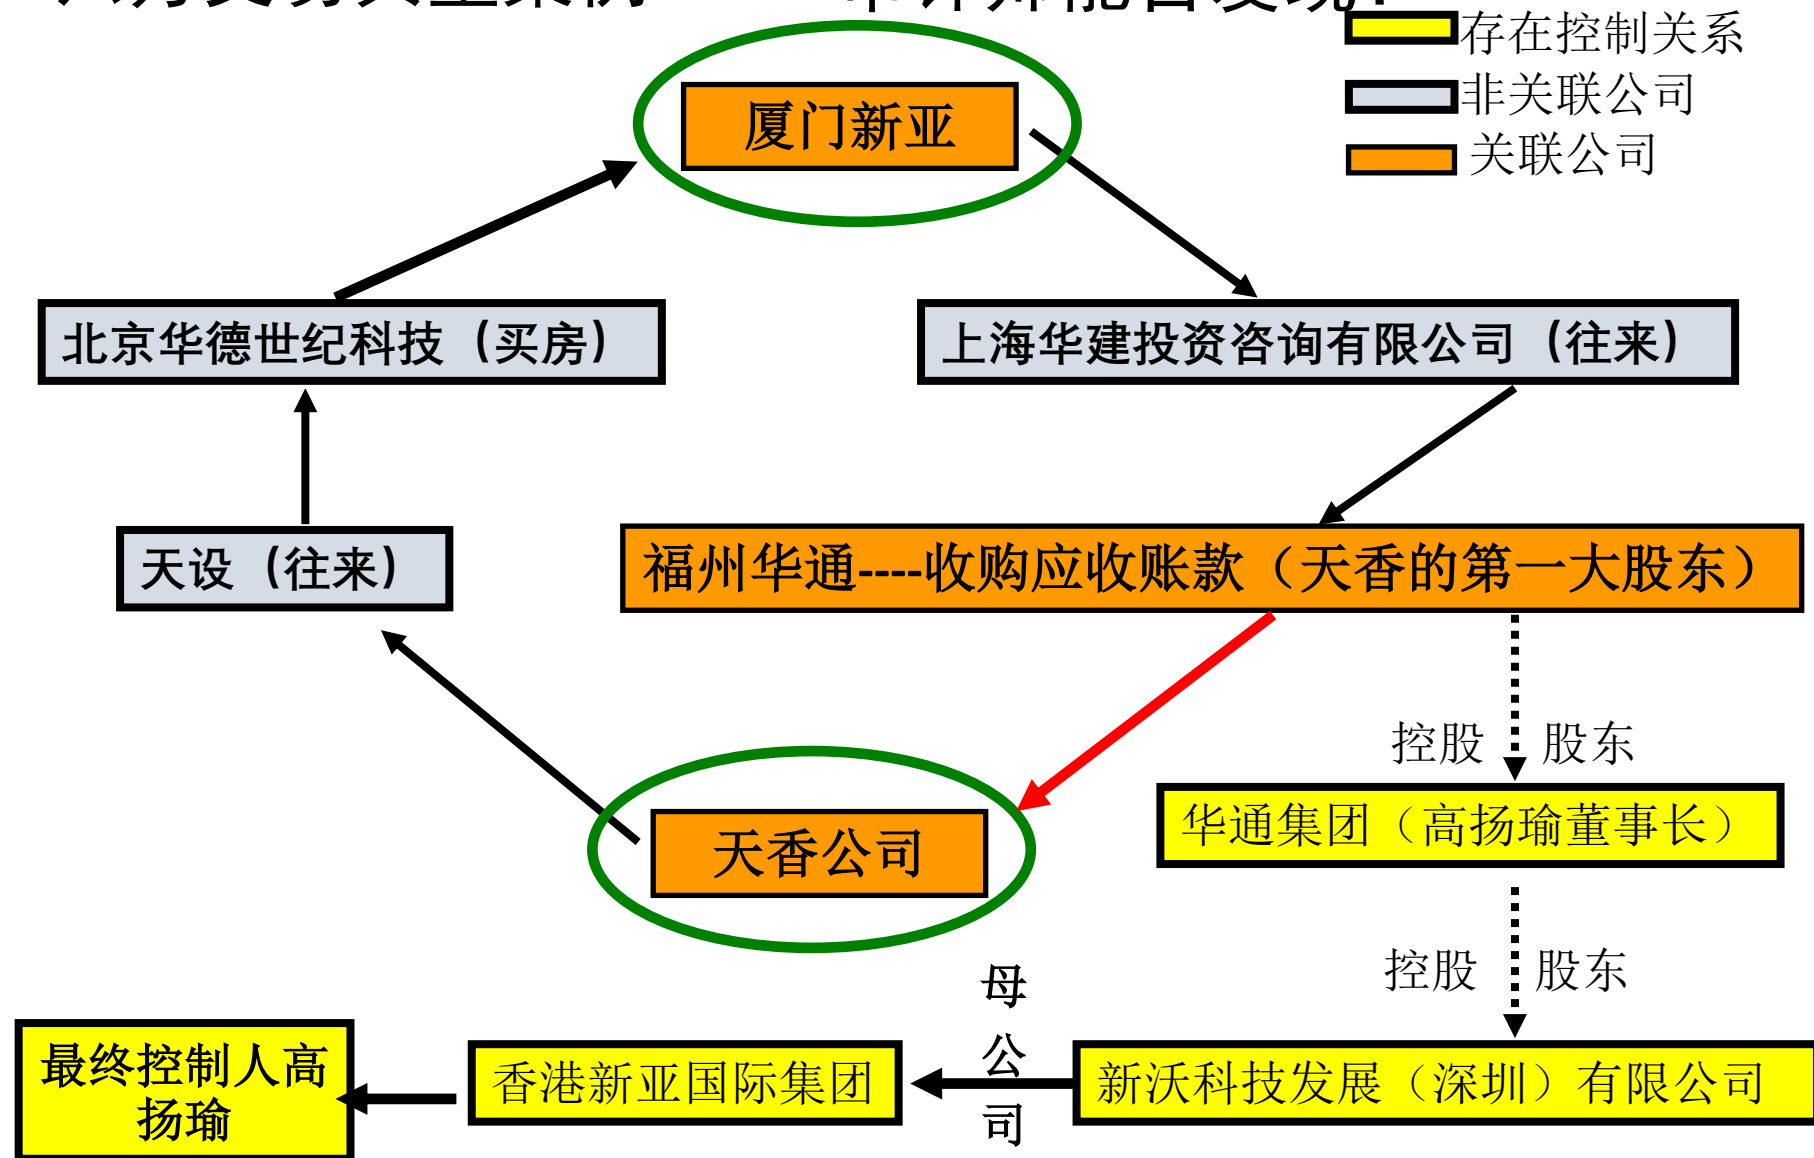 存在控制关系
非关联公司
关联公司
厦门新亚
北京华德世纪科技（买房）
上海华建投资咨询有限公司（往来）
天设（往来）
福州华通----收购应收账款（天香的第一大股东）
控股 股东
天香公司
华通集团（高扬瑜董事长）
控股 股东
母
公
司
最终控制人高
扬瑜
香港新亚国际集团
新沃科技发展（深圳）有限公司